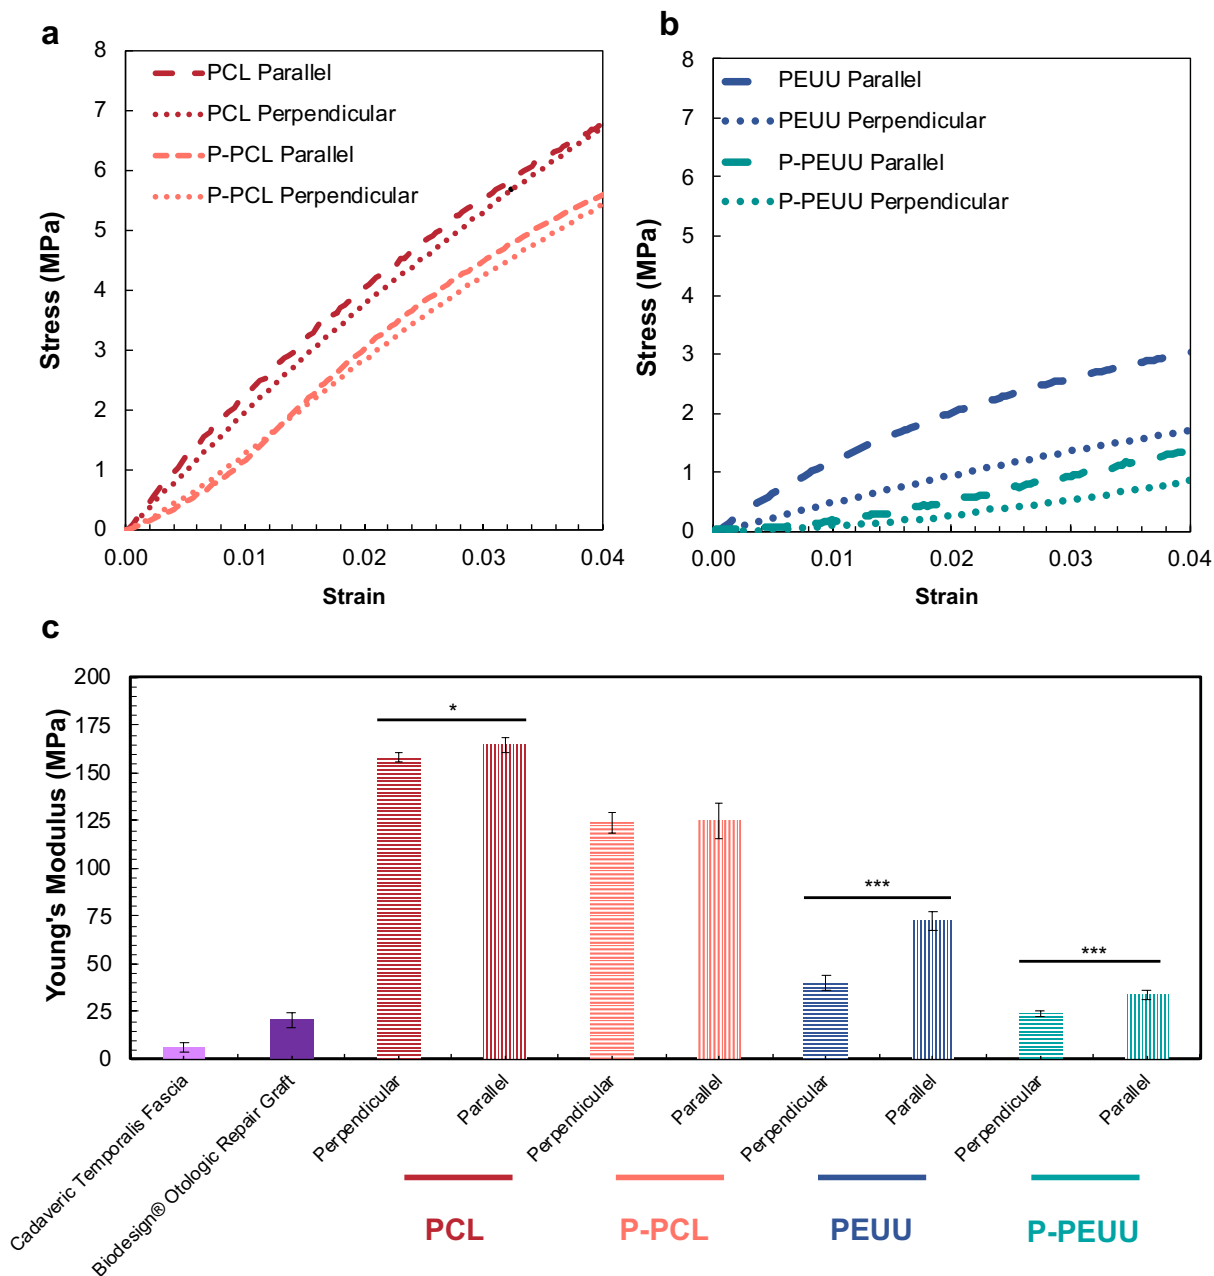 a
8
7
6
5
4
3
2
1
0
Stress (MPa)
PCL Parallel
PCL Perpendicular
P-PCL Parallel
P-PCL Perpendicular
0.00 0.01 0.02 0.03 0.04
Strain
b
8
7
6
5
4
3
2
1
0
Stress (MPa)
PEUU Parallel
PEUU Perpendicular
P-PEUU Parallel
P-PEUU Perpendicular
0.00 0.01 0.02 0.03 0.04
Strain
c
200
175
150
125
100
75
50
25
0
Young's Modulus (MPa)
*
***
***
Cadaveric Temporalis Fascia
Biodesign® Otologic Repair Graft
Perpendicular
Parallel
Perpendicular
Parallel
Perpendicular
Parallel
Perpendicular
Parallel
PCL
P-PCL
PEUU
P-PEUU